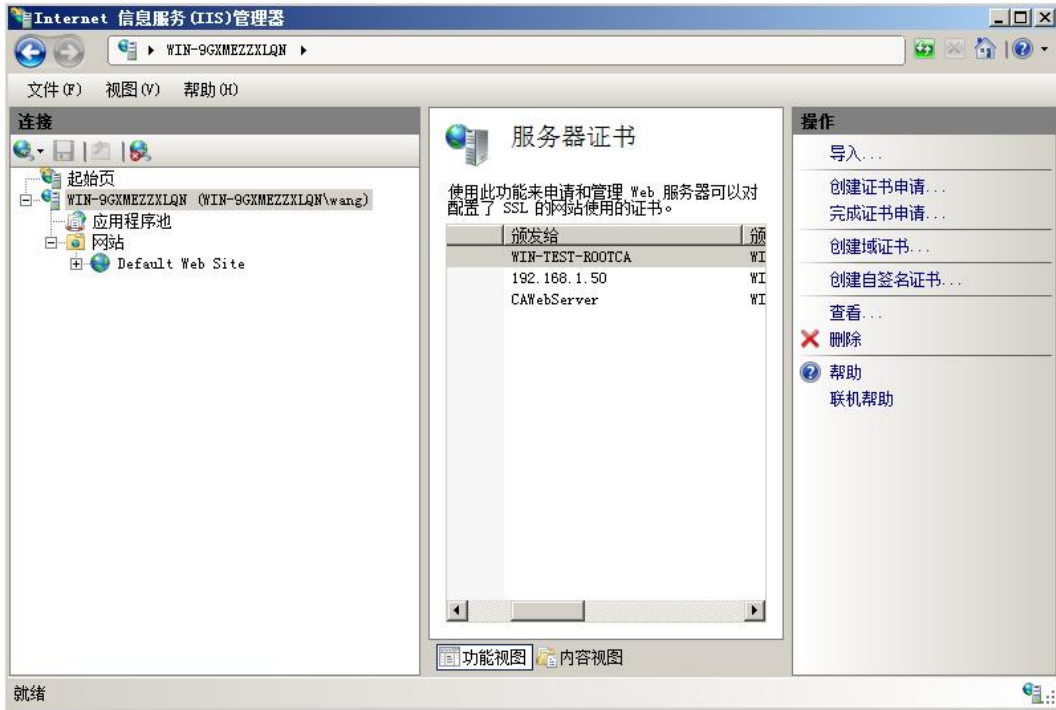 Internet 信息服务(IIS)管理器
WIN-9GXMEZZXLQN
文件(F) 视图(V) 帮助(H)
连接
起始页
WIN-9GXMEZZXLQN (WIN-9GXMEZZXLQN\wang)
应用程序池
网站
Default Web Site
服务器证书
使用此功能来申请和管理 Web 服务器可以对
配置了 SSL 的网站使用的证书。
颁发给 颁
WIN-TEST-ROOTCA WI
192.168.1.50 WI
CAWebServer WI
功能视图 内容视图
操作
导入...
创建证书申请...
完成证书申请...
创建域证书...
创建自签名证书...
查看...
删除
帮助
联机帮助
就绪